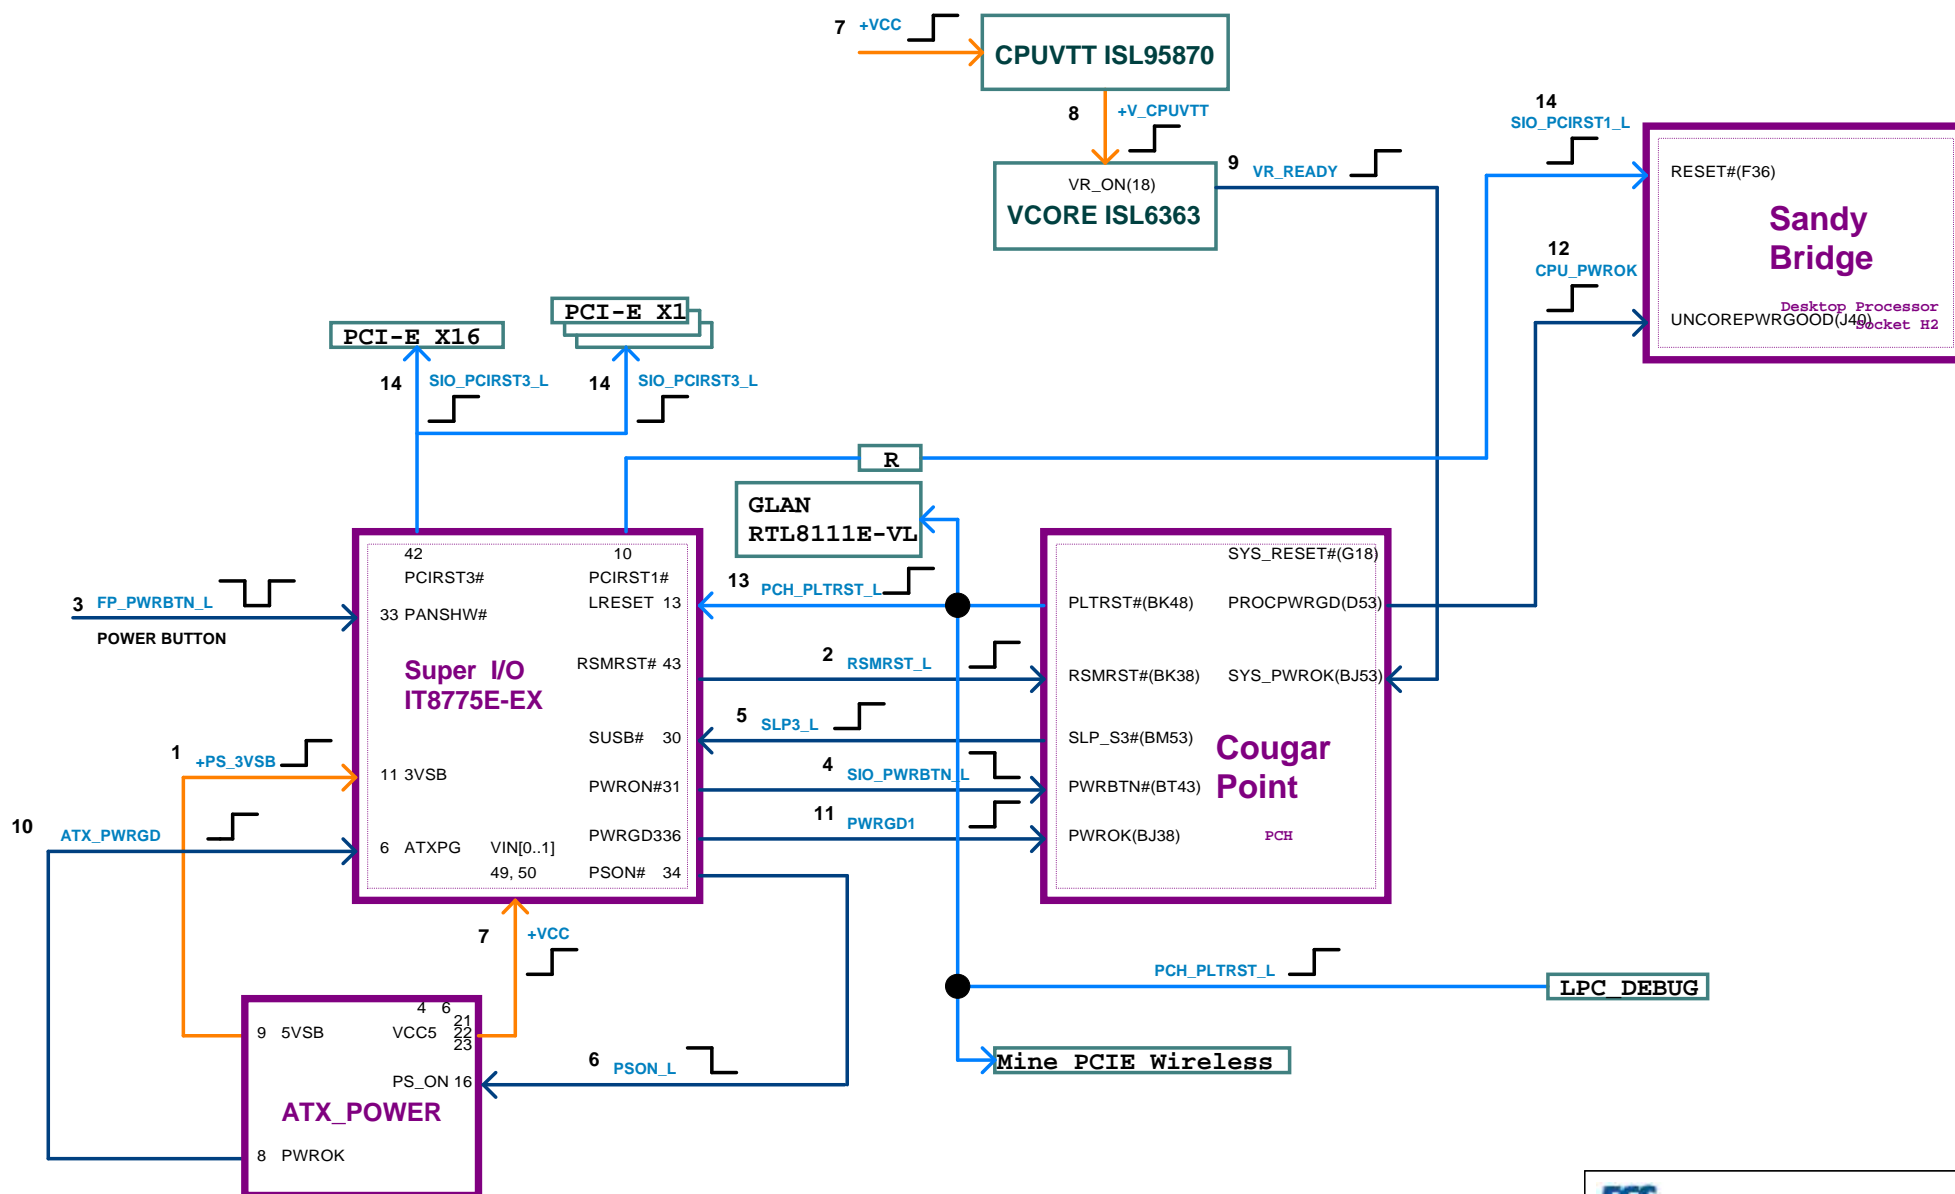 7 +VCC
CPUVTT ISL95870
8 +V_CPUVTT
9 VR_READY
VR_ON(18)
VCORE ISL6363
14
SIO_PCIRST1_L
RESET#(F36)
Sandy
Bridge
12
CPU_PWROK
Desktop Processor
Socket H2
UNCOREPWRGOOD(J40)
PCI-E X16
PCI-E X1
14 SIO_PCIRST3_L
14 SIO_PCIRST3_L
R
GLAN
RTL8111E-VL
42
PCIRST3#
10
PCIRST1#
LRESET 13
13 PCH_PLTRST_L
3 FP_PWRBTN_L
POWER BUTTON
33 PANSHW#
Super I/O
IT8775E-EX
RSMRST# 43
2 RSMRST_L
SUSB# 30
5 SLP3_L
PWRON#31
4 SIO_PWRBTN_L
PWRGD336
11 PWRGD1
PSON# 34
1 +PS_3VSB
11 3VSB
10 ATX_PWRGD
6 ATXPG
VIN[0..1]
49, 50
SYS_RESET#(G18)
PLTRST#(BK48)
PROCPWRGD(D53)
RSMRST#(BK38)
SYS_PWROK(BJ53)
SLP_S3#(BM53)
Cougar
Point
PWRBTN#(BT43)
PWROK(BJ38)
PCH
7 +VCC
PCH_PLTRST_L
LPC_DEBUG
Mine PCIE Wireless
4 6
21
9 5VSB
VCC5 22
23
6 PSON_L
PS_ON 16
ATX_POWER
8 PWROK
ECS